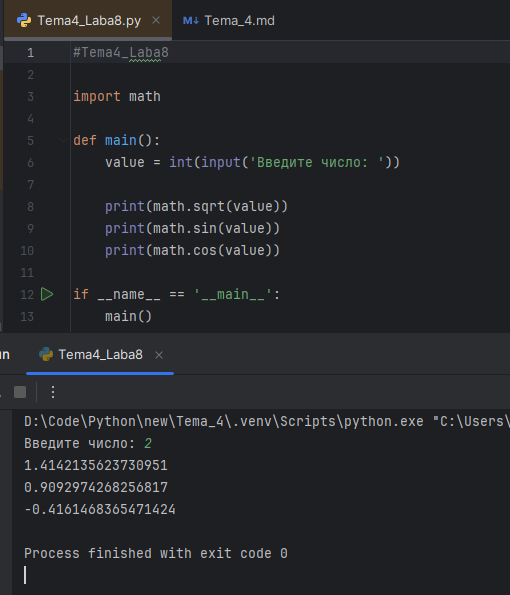 Tema4_Laba8.py × M↓ Tema_4.md
1 #Tema4_Laba8
2
3 import math
4
5 def main():
6 value = int(input('Введите число: '))
7
8 print(math.sqrt(value))
9 print(math.sin(value))
10 print(math.cos(value))
11
12 if __name__ == '__main__':
13 main()
Tema4_Laba8 ×
D:\Code\Python\new\Tema_4\.venv\Scripts\python.exe "C:\Users\
Введите число: 2
1.4142135623730951
0.9092974268256817
-0.4161468365471424
Process finished with exit code 0